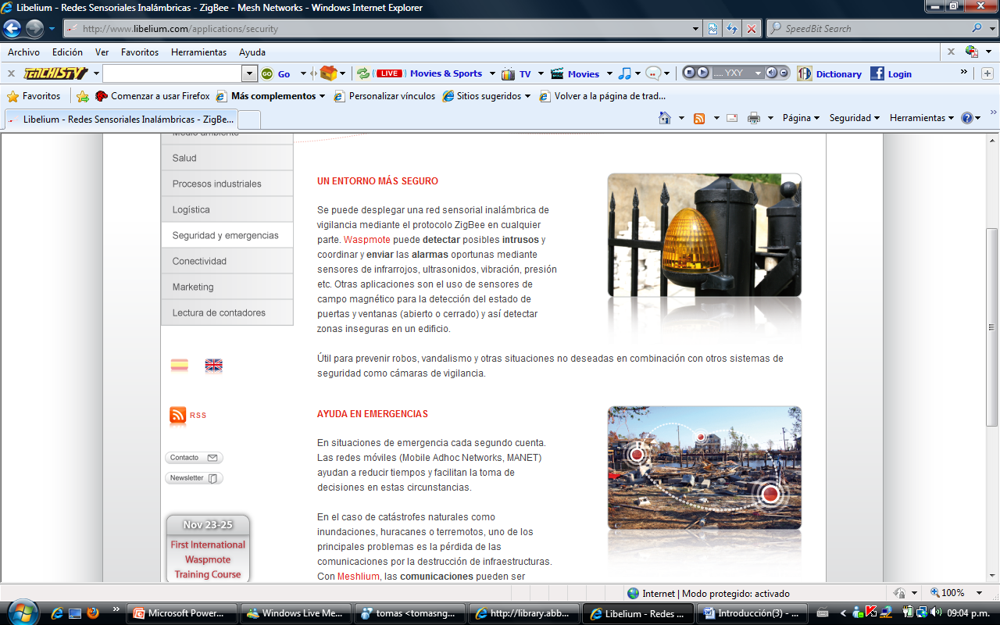 Libelium - Redes Sensoriales Inalámbricas - ZigBee - Mesh Networks - Windows Internet Explorer
http://www.libelium.com/applications/security
SpeedBit Search
Archivo Edición Ver Favoritos Herramientas Ayuda
TENCHISTV GO Go LIVE Movies & Sports TV Movies ..... YXY Dictionary Login
Favoritos Comenzar a usar Firefox Más complementos Personalizar vínculos Sitios sugeridos Volver a la página de trad...
Libelium - Redes Sensoriales Inalámbricas - ZigBe... Página Seguridad Herramientas
Medio ambiente
Salud
Procesos industriales
Logística
Seguridad y emergencias
Conectividad
Marketing
Lectura de contadores
RSS
Contacto
Newsletter
Nov 23-25
First International
Waspmote
Training Course
UN ENTORNO MÁS SEGURO
Se puede desplegar una red sensorial inalámbrica de
vigilancia mediante el protocolo ZigBee en cualquier
parte. Waspmote puede detectar posibles intrusos y
coordinar y enviar las alarmas oportunas mediante
sensores de infrarrojos, ultrasonidos, vibración, presión
etc. Otras aplicaciones son el uso de sensores de
campo magnético para la detección del estado de
puertas y ventanas (abierto o cerrado) y así detectar
zonas inseguras en un edificio.
Útil para prevenir robos, vandalismo y otras situaciones no deseadas en combinación con otros sistemas de
seguridad como cámaras de vigilancia.
AYUDA EN EMERGENCIAS
En situaciones de emergencia cada segundo cuenta.
Las redes móviles (Mobile Adhoc Networks, MANET)
ayudan a reducir tiempos y facilitan la toma de
decisiones en estas circunstancias.
En el caso de catástrofes naturales como
inundaciones, huracanes o terremotos, uno de los
principales problemas es la pérdida de las
comunicaciones por la destrucción de infraestructuras.
Con Meshlium, las comunicaciones pueden ser
Internet | Modo protegido: activado 100%
Microsoft Power... Windows Live Me... tomas <tomasng... http://library.abb... Libelium - Redes ... Introducción(3) - ... 09:04 p.m.